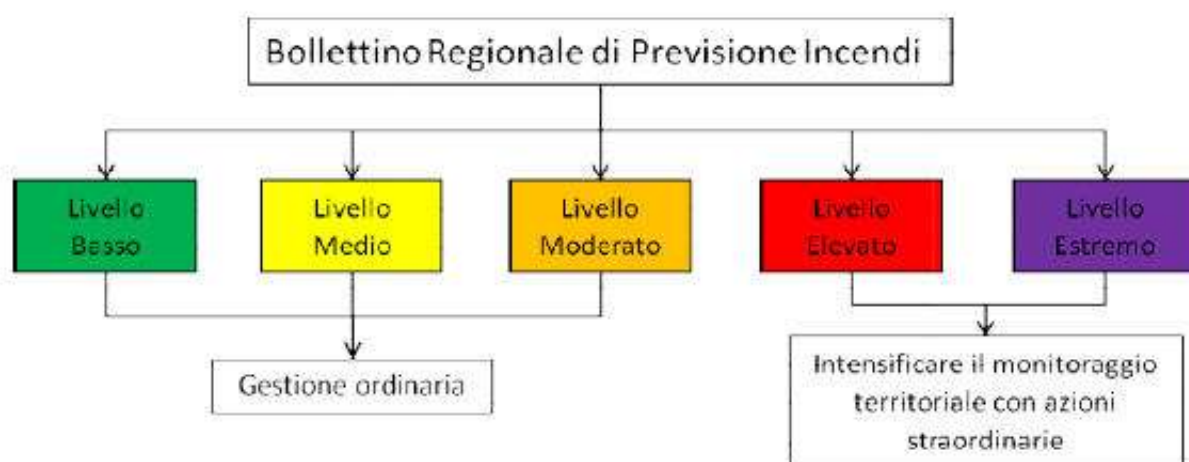 Bollettino Regionale di Previsione Incendi
Livello
Basso
Livello
Medio
Livello
Moderato
Livello
Elevato
Livello
Estremo
Gestione ordinaria
Intensificare il monitoraggio
territoriale con azioni
straordinarie